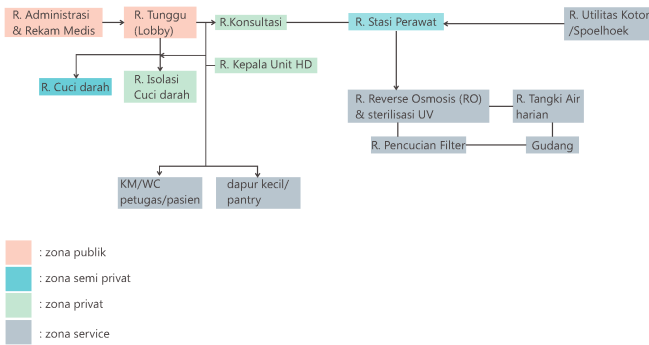 R. Administrasi
& Rekam Medis
R. Tunggu
(Lobby)
R.Konsultasi
R. Stasi Perawat
R. Utilitas Kotor
/Spoelhoek
R. Kepala Unit HD
R. Cuci darah
R. Isolasi
Cuci darah
R. Reverse Osmosis (RO)
& sterilisasi UV
R. Tangki Air
harian
R. Pencucian Filter
Gudang
KM/WC
petugas/pasien
dapur kecil/
pantry
: zona publik
: zona semi privat
: zona privat
: zona service